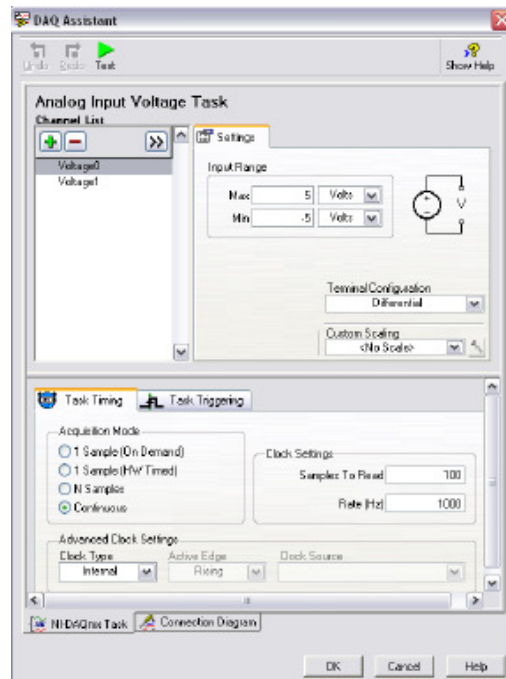 DAQ Assistant
Undo Redo Test
Show Help
Analog Input Voltage Task
Channel List
Voltage0
Voltage1
Settings
Input Range
Max 5 Volts
Min -5 Volts
V
Terminal Configuration
Differential
Custom Scaling
<No Scale>
Task Timing Task Triggering
Acquisition Mode
1 Sample (On Demand)
1 Sample (HW Timed)
N Samples
Continuous
Clock Settings
Samples To Read 100
Rate (Hz) 1000
Advanced Clock Settings
Clock Type Active Edge Clock Source
Internal Rising
NI-DAQmx Task Connection Diagram
OK Cancel Help